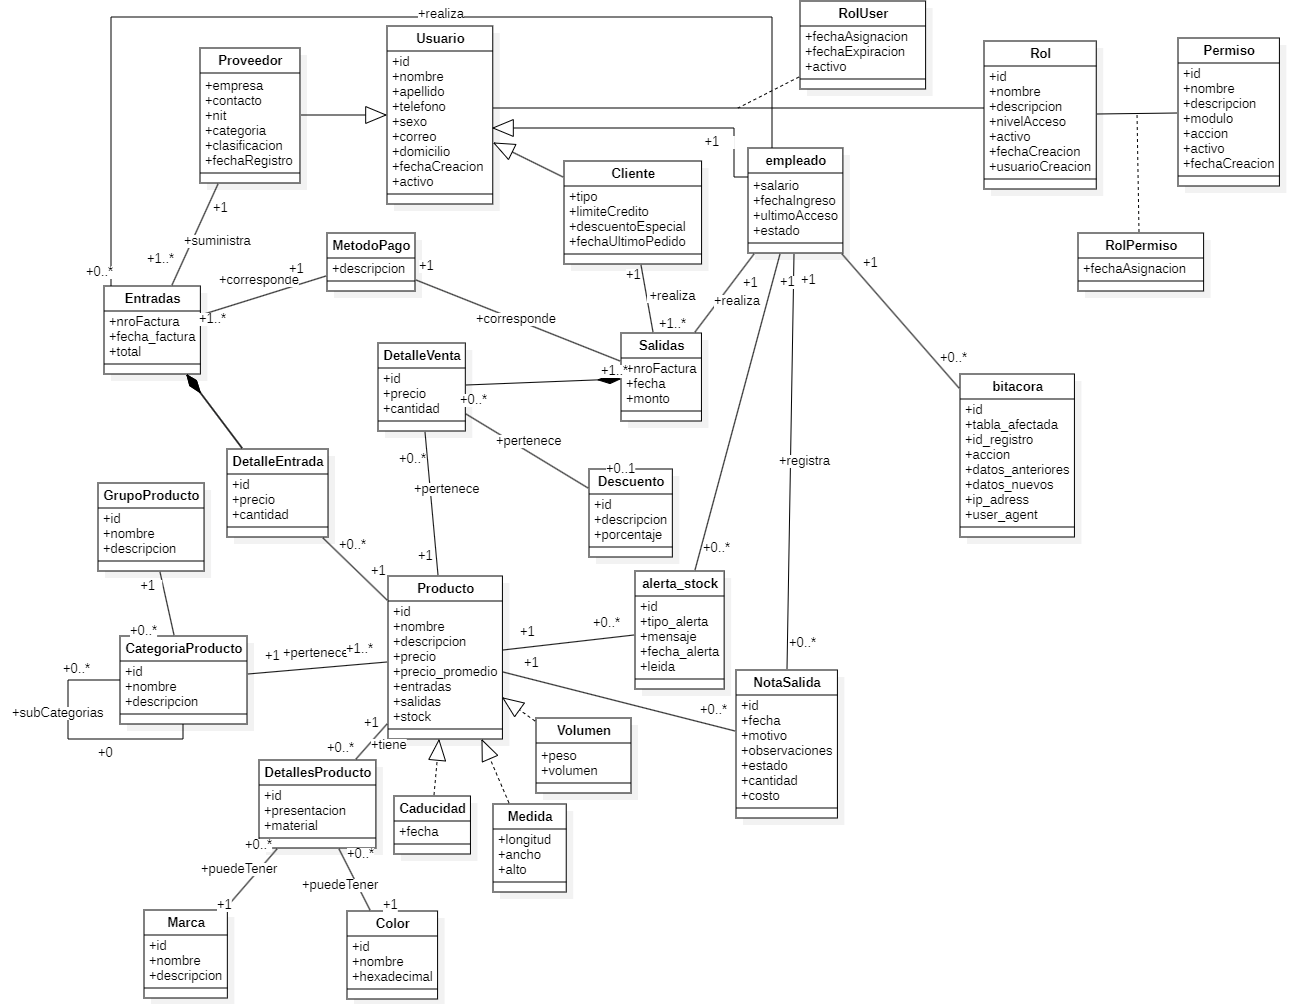 +realiza
RolUser
+fechaAsignacion
+fechaExpiracion
+activo
Usuario
+id
+nombre
+apellido
+telefono
+sexo
+correo
+domicilio
+fechaCreacion
+activo
Proveedor
+empresa
+contacto
+nit
+categoria
+clasificacion
+fechaRegistro
Rol
+id
+nombre
+descripcion
+nivelAcceso
+activo
+fechaCreacion
+usuarioCreacion
Permiso
+id
+nombre
+descripcion
+modulo
+accion
+activo
+fechaCreacion
+1
empleado
+salario
+fechaIngreso
+ultimoAcceso
+estado
Cliente
+tipo
+limiteCredito
+descuentoEspecial
+fechaUltimoPedido
RolPermiso
+fechaAsignacion
+1
+suministra
+1..*
+0..*
MetodoPago
+descripcion
+1
+corresponde
+1
+1..*
Entradas
+nroFactura
+fecha_factura
+total
+corresponde
+1
+realiza
+1..*
+1
+realiza
+1
+1
+1
+0..*
Salidas
+nroFactura
+fecha
+monto
+1..*
DetalleVenta
+id
+precio
+cantidad
+0..*
+pertenece
+0..1
Descuento
+id
+descripcion
+porcentaje
bitacora
+id
+tabla_afectada
+id_registro
+accion
+datos_anteriores
+datos_nuevos
+ip_adress
+user_agent
+registra
+0..*
+pertenece
+1
DetalleEntrada
+id
+precio
+cantidad
+0..*
+1
GrupoProducto
+id
+nombre
+descripcion
+1
+0..*
CategoriaProducto
+id
+nombre
+descripcion
+0..*
+subCategorias
+0
+1
+pertenece
+1..*
Producto
+id
+nombre
+descripcion
+precio
+precio_promedio
+entradas
+salidas
+stock
+1
+0..*
+0..*
alerta_stock
+id
+tipo_alerta
+mensaje
+fecha_alerta
+leida
+1
+0..*
+0..*
NotaSalida
+id
+fecha
+motivo
+observaciones
+estado
+cantidad
+costo
Volumen
+peso
+volumen
+1
+tiene
+0..*
DetallesProducto
+id
+presentacion
+material
Caducidad
+fecha
Medida
+longitud
+ancho
+alto
+0..*
+puedeTener
+1
+0..*
+puedeTener
+1
Marca
+id
+nombre
+descripcion
Color
+id
+nombre
+hexadecimal